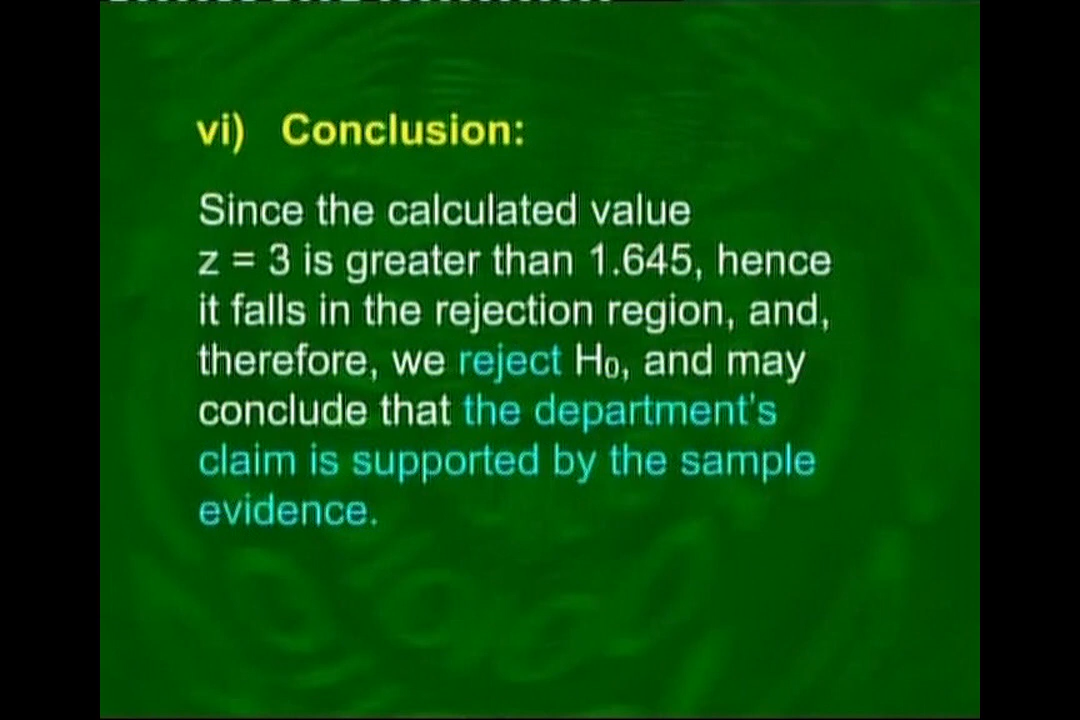 vi) Conclusion:
Since the calculated value
z = 3 is greater than 1.645, hence
it falls in the rejection region, and,
therefore, we reject H₀, and may
conclude that the department's
claim is supported by the sample
evidence.